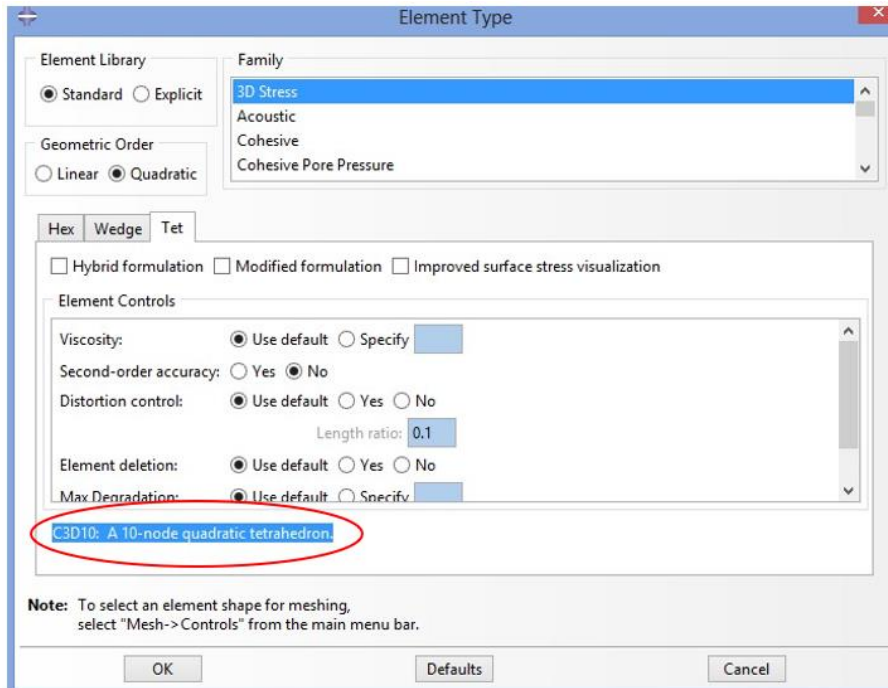 Element Type
Element Library
Standard Explicit
Family
3D Stress
Acoustic
Cohesive
Cohesive Pore Pressure
Geometric Order
Linear Quadratic
Hex Wedge Tet
Hybrid formulation Modified formulation Improved surface stress visualization
Element Controls
Viscosity: Use default Specify
Second-order accuracy: Yes No
Distortion control: Use default Yes No
Length ratio: 0.1
Element deletion: Use default Yes No
Max Degradation: Use default Specify
C3D10: A 10-node quadratic tetrahedron.
Note: To select an element shape for meshing,
select "Mesh->Controls" from the main menu bar.
OK Defaults Cancel